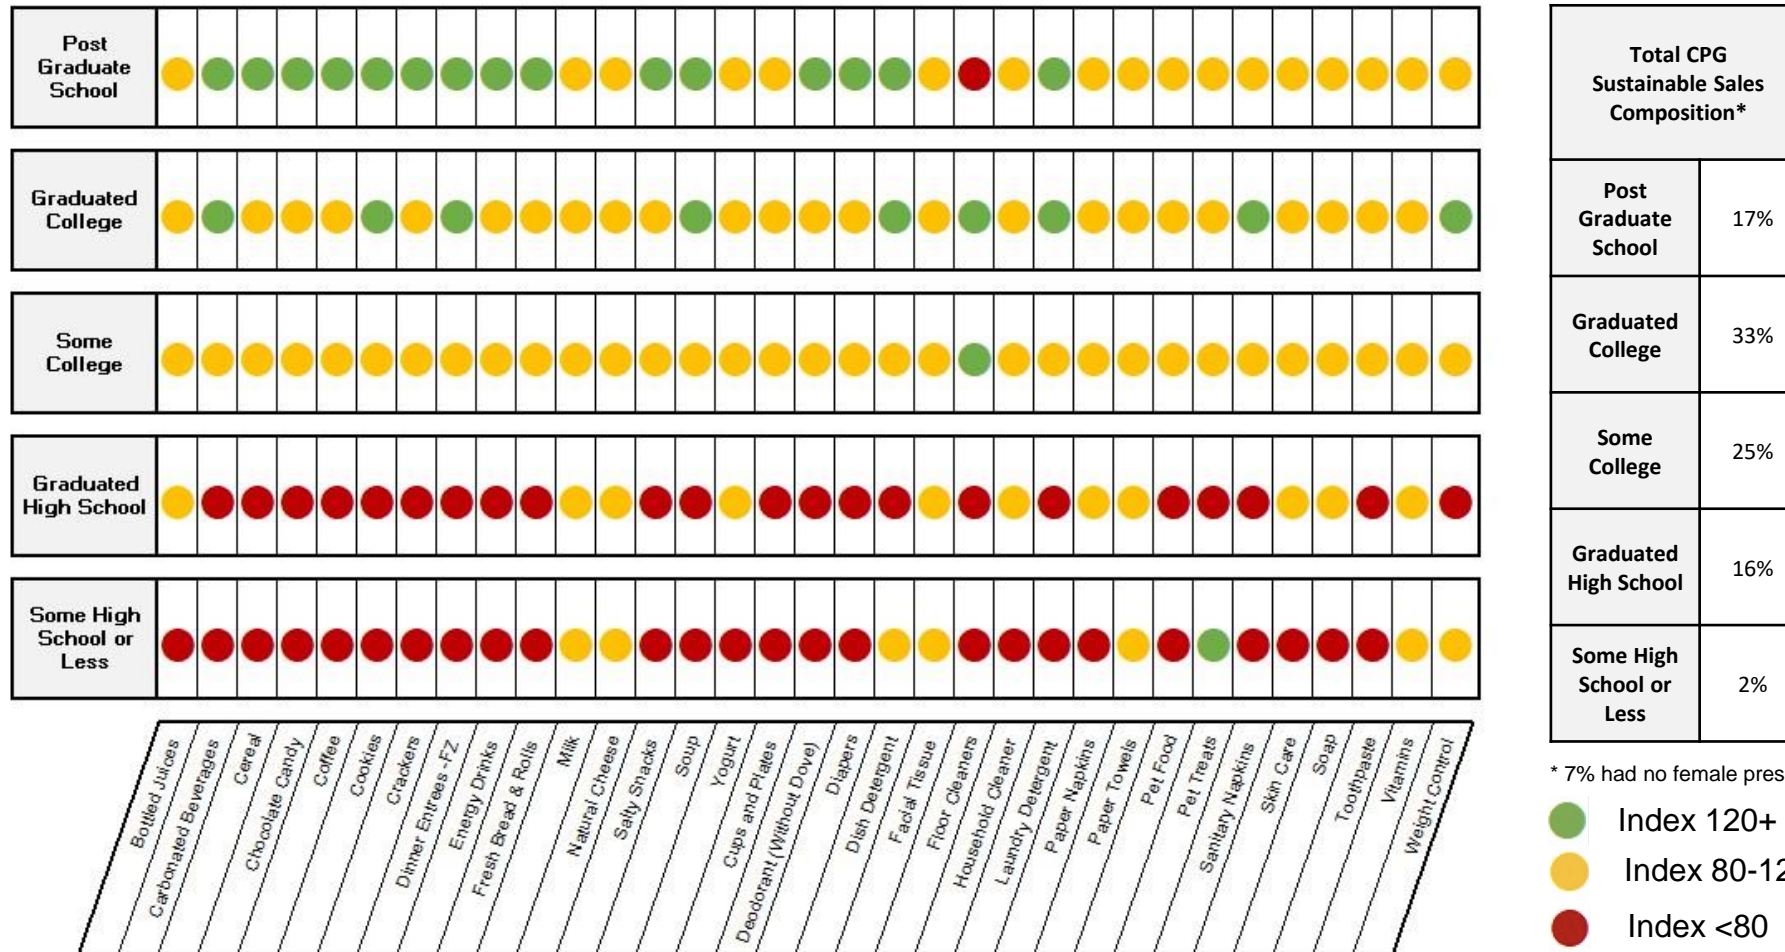 Post
Graduate
School
Graduated
College
Some
College
Graduated
High School
Some High
School or
Less
Bottled Juices
Carbonated Beverages
Cereal
Chocolate Candy
Coffee
Cookies
Crackers
Dinner Entrees -FZ
Energy Drinks
Fresh Bread & Rolls
Milk
Natural Cheese
Salty Snacks
Soup
Yogurt
Cups and Plates
Deodorant (Without Dove)
Diapers
Dish Detergent
Facial Tissue
Floor Cleaners
Household Cleaner
Laundry Detergent
Paper Napkins
Paper Towels
Pet Food
Pet Treats
Sanitary Napkins
Skin Care
Soap
Toothpaste
Vitamins
Weight Control
Total CPG
Sustainable Sales
Composition*
Post
Graduate
School
17%
Graduated
College
33%
Some
College
25%
Graduated
High School
16%
Some High
School or
Less
2%
* 7% had no female pres
Index 120+
Index 80-12
Index <80